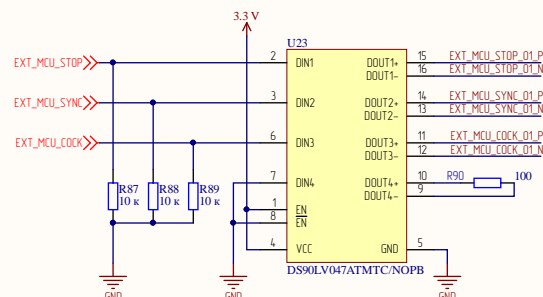 3.3 V
U23
EXT_MCU_STOP
2
DIN1
DOUT1+
15
EXT_MCU_STOP_01_P
DOUT1-
16
EXT_MCU_STOP_01_N
EXT_MCU_SYNC
3
DIN2
DOUT2+
14
EXT_MCU_SYNC_01_P
DOUT2-
13
EXT_MCU_SYNC_01_N
EXT_MCU_COCK
6
DIN3
DOUT3+
11
EXT_MCU_COCK_01_P
DOUT3-
12
EXT_MCU_COCK_01_N
R87
10 к
R88
10 к
R89
10 к
7
DIN4
DOUT4+
10
R90
100
DOUT4-
9
1
EN
8
EN
4
VCC
GND
5
DS90LV047ATMTC/NOPB
GND
GND
GND